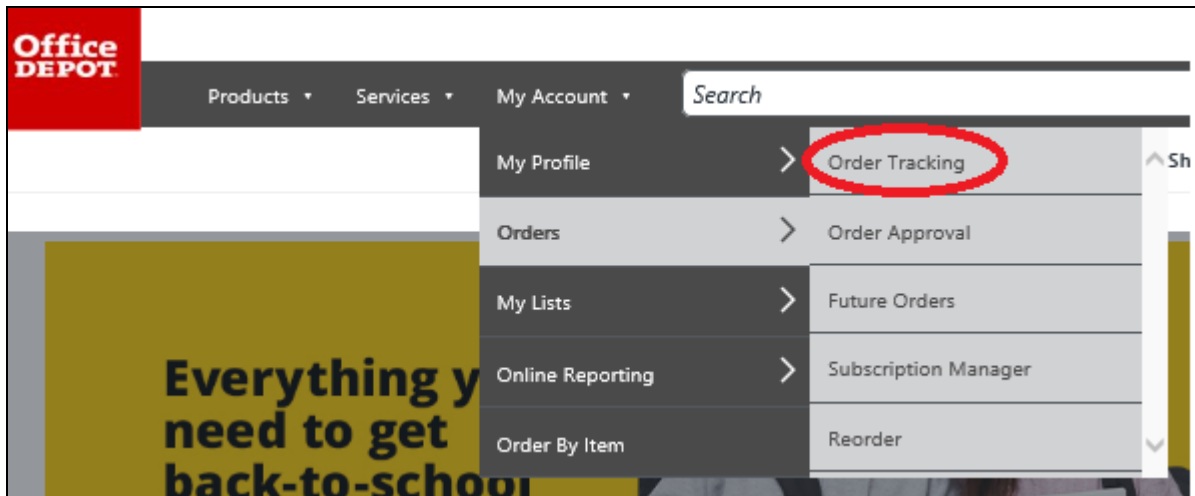 Office
DEPOT
Products
Services
My Account
Search
My Profile
Orders
My Lists
Online Reporting
Order By Item
Order Tracking
Order Approval
Future Orders
Subscription Manager
Reorder
Sh
Everything y
need to get
back-to-school